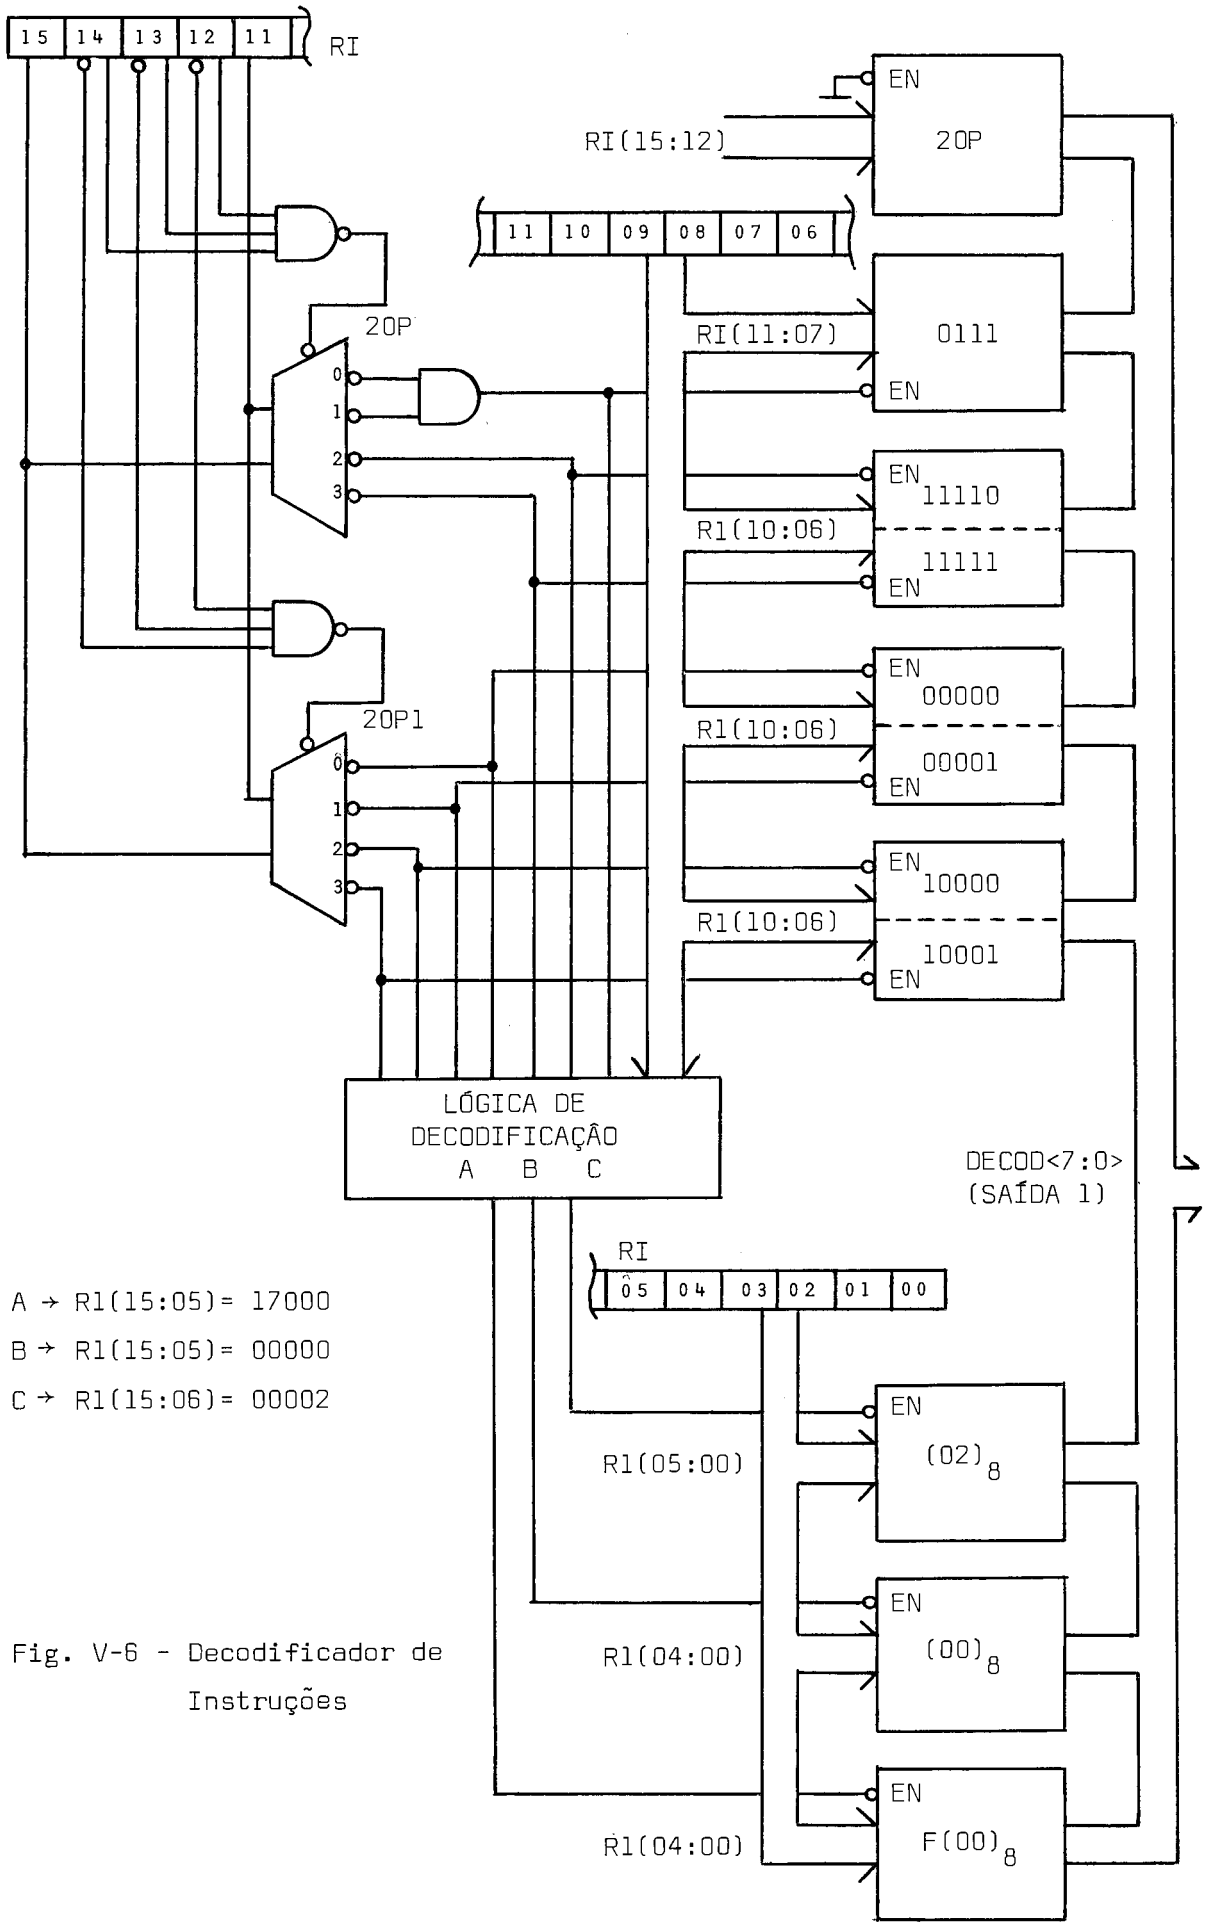 15 14 13 12 11 RI
EN
20P
RI(15:12)
11 10 09 08 07 06
20P
RI(11:07)
0111
EN
0
1
2
3
EN
11110
R1(10:06)
11111
EN
EN
00000
20P1
R1(10:06)
00001
EN
0
1
2
3
EN
10000
R1(10:06)
10001
EN
LÓGICA DE
DECODIFICAÇÃO
A B C
DECOD<7:0>
(SAÍDA 1)
RI
05 04 03 02 01 00
A → R1(15:05)= 17000
B → R1(15:05)= 00000
C → R1(15:06)= 00002
EN
R1(05:00)
(02)8
EN
R1(04:00)
(00)8
EN
R1(04:00)
F(00)8
Fig. V-6 - Decodificador de
Instruções